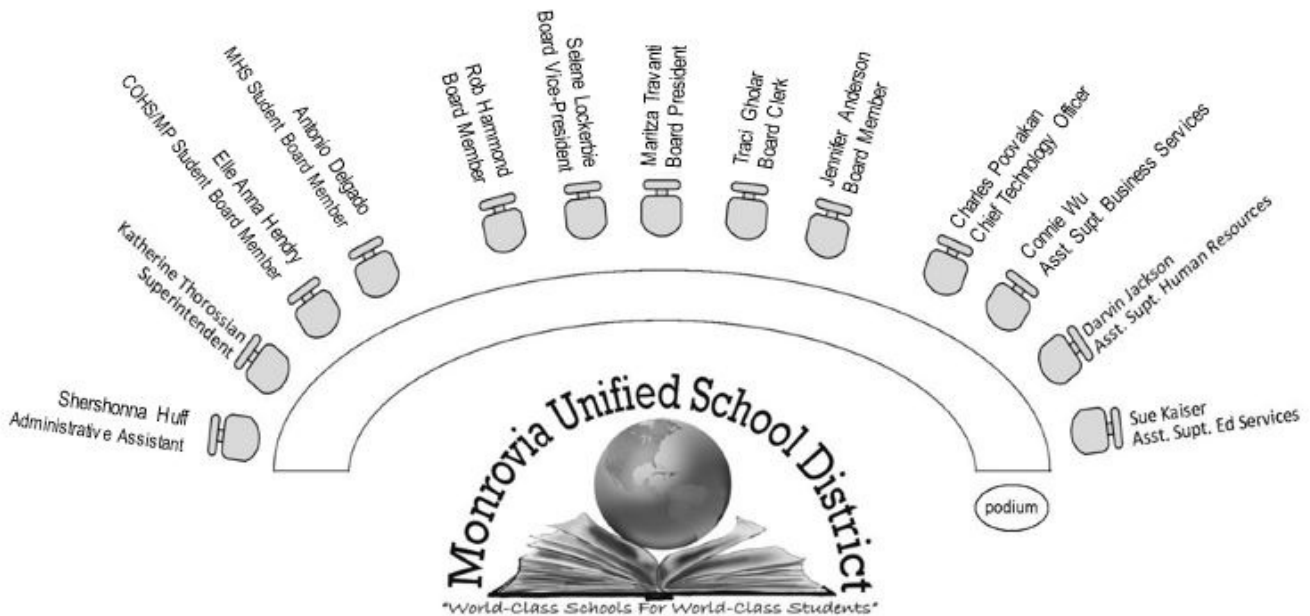 Shershonna Huff
Administrative Assistant
Katherine Thorossian
Superintendent
Elle Anna Hendry
COHS/MP Student Board Member
Antonio Delgado
MHS Student Board Member
Rob Hammond
Board Member
Selene Lockerbie
Board Vice-President
Maritza Travanti
Board President
Traci Gholar
Board Clerk
Jennifer Anderson
Board Member
Charles Poovakan
Chief Technology Officer
Connie Wu
Asst. Supt. Business Services
Darvin Jackson
Asst. Supt. Human Resources
Sue Kaiser
Asst. Supt. Ed Services
podium
Monrovia Unified School District
"World-Class Schools For World-Class Students"